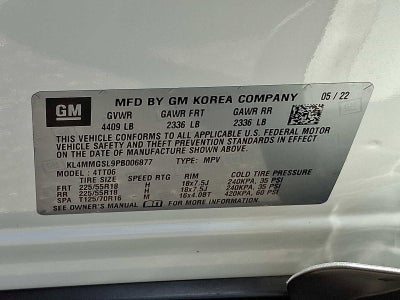 GM MFD BY GM KOREA COMPANY 05 / 22
GVWR GAWR FRT GAWR RR
4409 LB 2336 LB 2336 LB
THIS VEHICLE CONFORMS TO ALL APPLICABLE U.S. FEDERAL MOTOR
VEHICLE SAFETY AND THEFT PREVENTION STANDARDS IN EFFECT ON
THE DATE OF MANUFACTURE SHOWN ABOVE.
KL4MMGSL9PB006877 TYPE: MPV
MODEL: 4TT06
TIRE SIZE SPEED RTG RIM COLD TIRE PRESSURE
FRT 225/55R18 H 18x7.5J 240KPA, 35 PSI
RR 225/55R18 H 18x7.5J 240KPA, 35 PSI
SPA T125/70R16 M 16x4.0BT 420KPA, 60 PSI
SEE OWNER'S MANUAL FOR MORE INFORMATION.